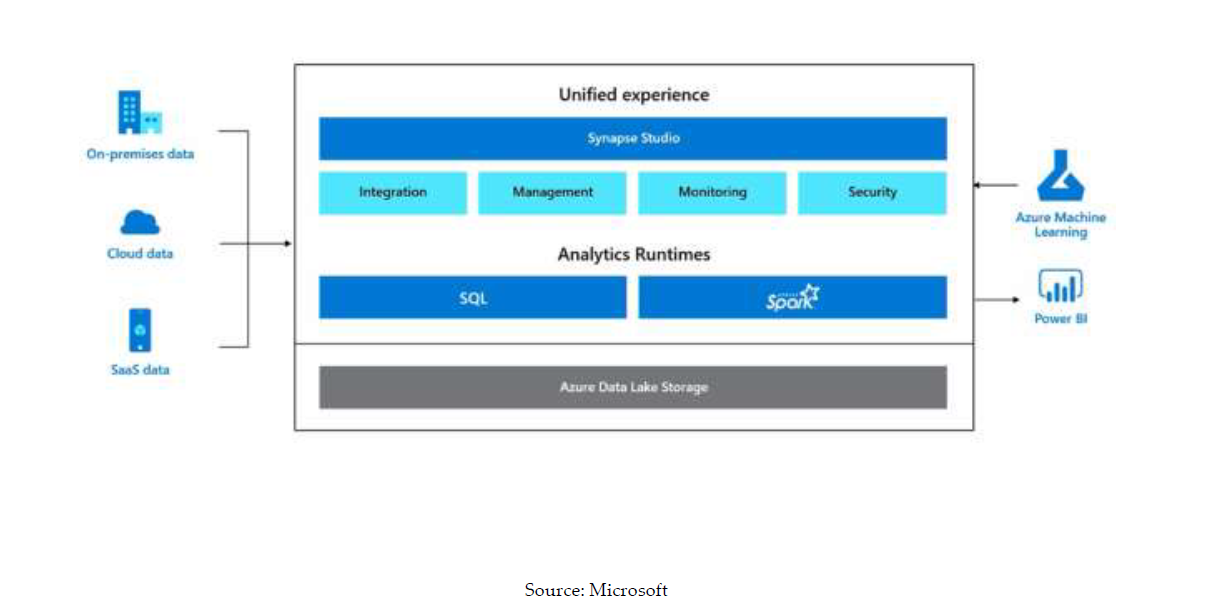 Unified experience
Synapse Studio
Integration
Management
Monitoring
Security
Analytics Runtimes
SQL
Spark
Azure Data Lake Storage
On-premises data
Cloud data
SaaS data
Azure Machine
Learning
Power BI
Source: Microsoft